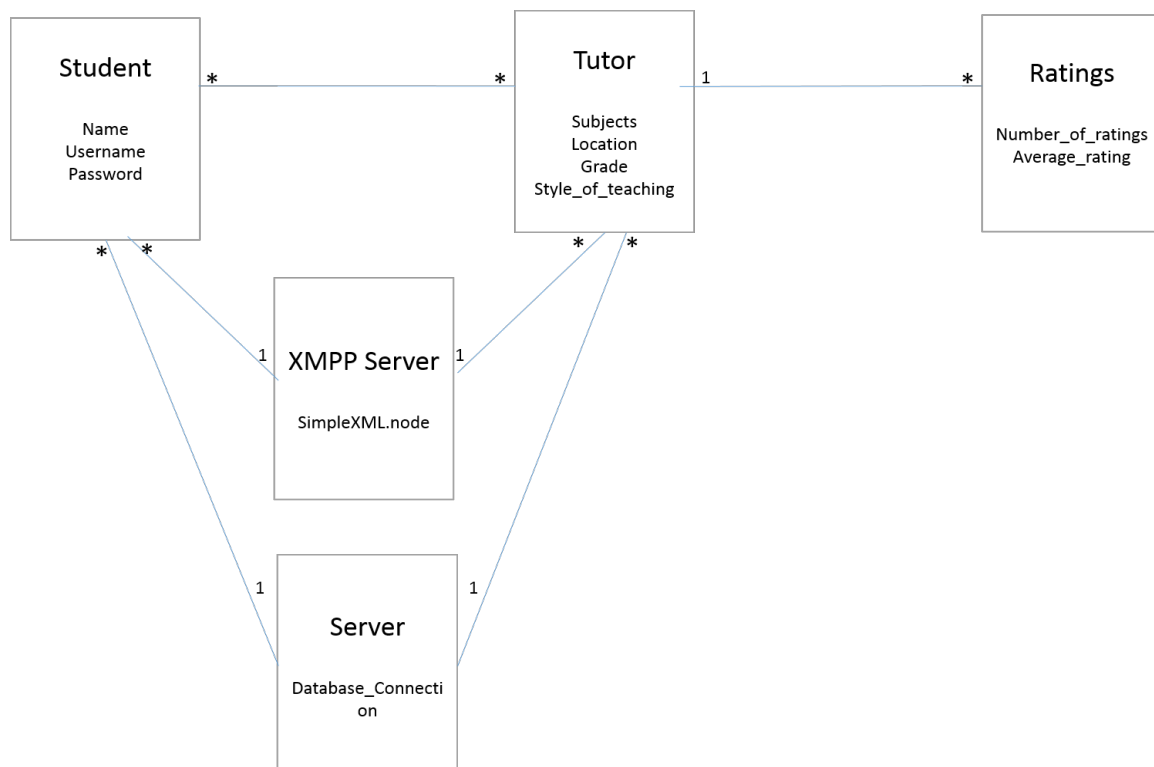 Student
Name
Username
Password
*
*
Tutor
Subjects
Location
Grade
Style_of_teaching
1
*
Ratings
Number_of_ratings
Average_rating
*
*
*
*
1
XMPP Server
SimpleXML.node
1
1
Server
Database_Connecti
on
1